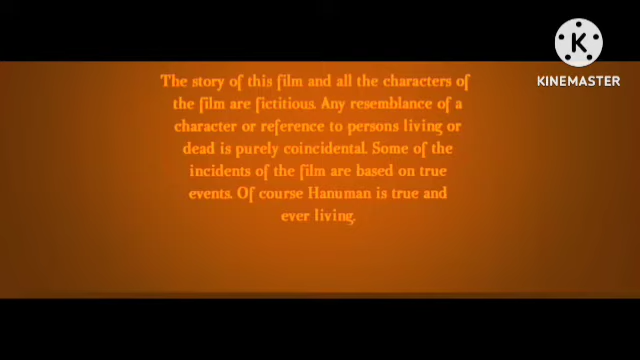 K
KINEMASTER
The story of this film and all the characters of
the film are fictitious. Any resemblance of a
character or reference to persons living or
dead is purely coincidental. Some of the
incidents of the film are based on true
events. Of course Hanuman is true and
ever living.